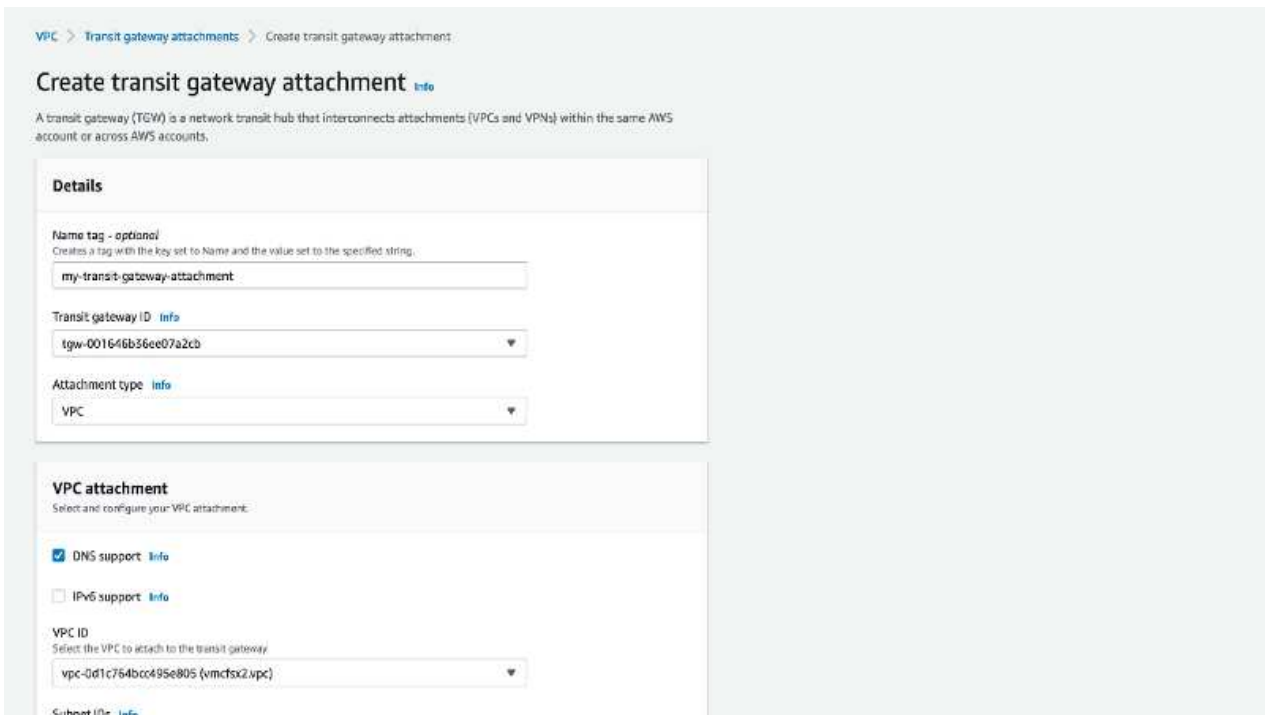 VPC > Transit gateway attachments > Create transit gateway attachment
Create transit gateway attachment Info
A transit gateway (TGW) is a network transit hub that interconnects attachments (VPCs and VPNs) within the same AWS
account or across AWS accounts.
Details
Name tag - optional
Creates a tag with the key set to Name and the value set to the specified string.
my-transit-gateway-attachment
Transit gateway ID Info
tgw-001646b36ee07a2cb
Attachment type Info
VPC
VPC attachment
Select and configure your VPC attachment.
DNS support Info
IPv6 support Info
VPC ID
Select the VPC to attach to the transit gateway.
vpc-0d1c764bcc495e805 (vmcfsx2.vpc)
Subnet IDs Info